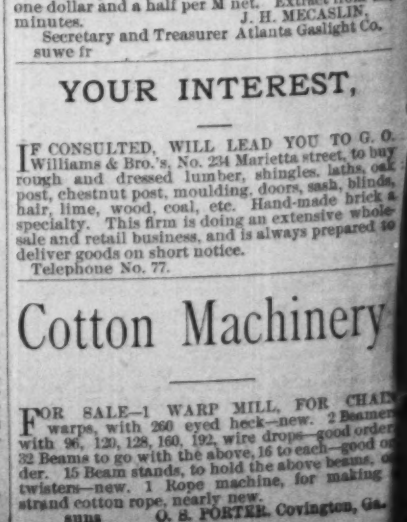 one dollar and a half per M net. Extract from the
minutes. J. H. MECASLIN,
Secretary and Treasurer Atlanta Gaslight Co.
su we fr
YOUR INTEREST,
IF CONSULTED, WILL LEAD YOU TO G. O.
Williams & Bro.'s, No. 234 Marietta street, to buy
rough and dressed lumber, shingles, laths, oak
post, chestnut post, moulding, doors, sash, blinds,
hair, lime, wood, coal, etc. Hand-made brick a
specialty. This firm is doing an extensive whole-
sale and retail business, and is always prepared to
deliver goods on short notice.
Telephone No. 77.
Cotton Machinery
FOR SALE—1 WARP MILL, FOR CHAIN
warps, with 260 eyed heck—new. 2 Beamers
with 96, 120, 128, 160, 192, wire drops—good order
32 Beams to go with the above, 16 to each—good or
der. 15 Beam stands, to hold the above beams, or
twisters—new. 1 Rope machine, for making
strand cotton rope, nearly new.
O. S. PORTER, Covington, Ga.